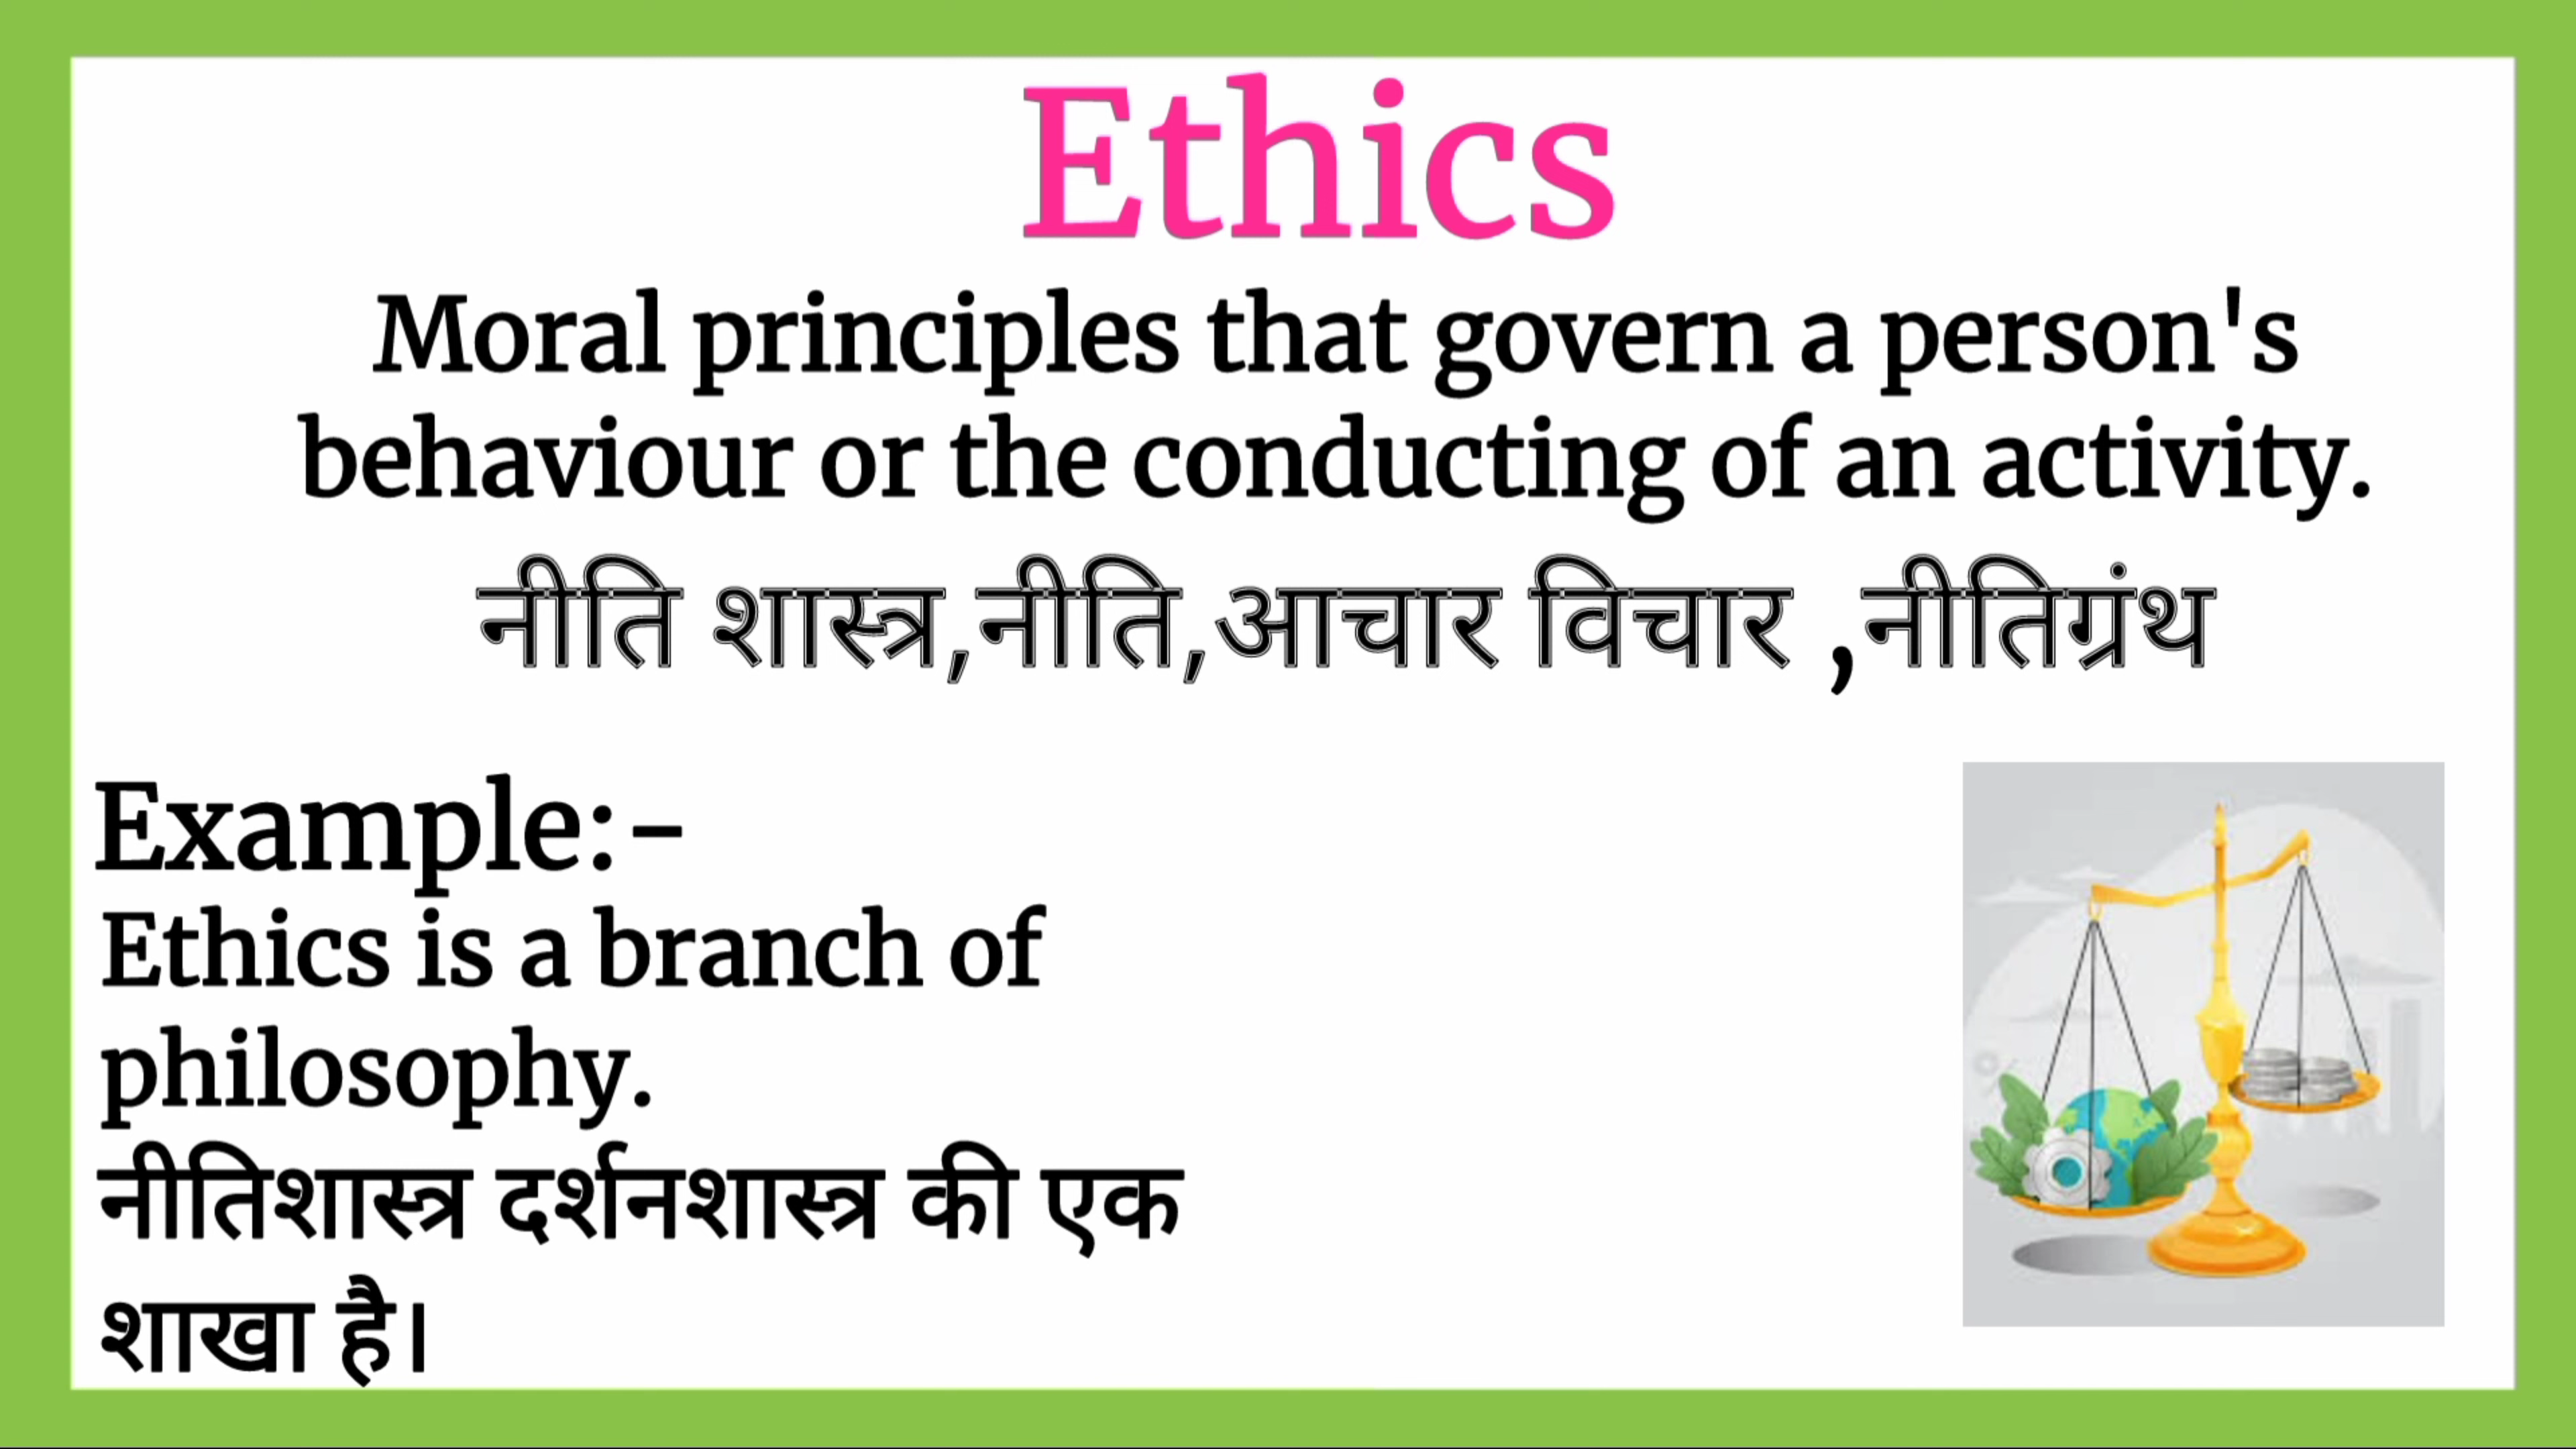 Ethics
Moral principles that govern a person's
behaviour or the conducting of an activity.
नीति शास्त्र,नीति,आचार विचार ,नीतिग्रंथ
Example:-
Ethics is a branch of
philosophy.
नीतिशास्त्र दर्शनशास्त्र की एक
शाखा है।